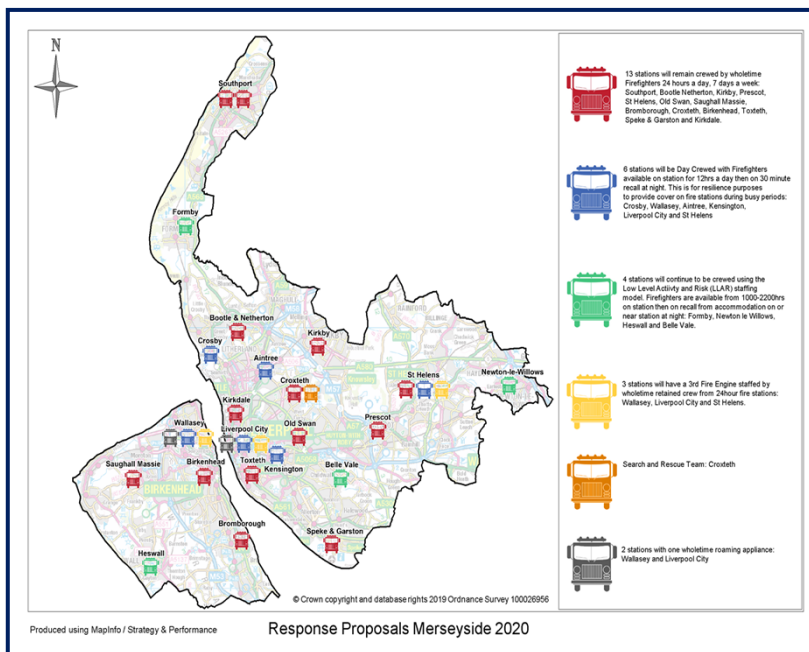 N
Southport
Formby
Bootle & Netherton
Kirkby
Crosby
Aintree
Croxteth
St Helens
Newton-le-Willows
Kirkdale
Prescot
Wallasey
Liverpool City
Old Swan
Saughall Massie
Birkenhead
Toxteth
Kensington
Belle Vale
BIRKENHEAD
Bromborough
Speke & Garston
Heswall
M53
© Crown copyright and database rights 2019 Ordnance Survey 100026956
Produced using MapInfo / Strategy & Performance
Response Proposals Merseyside 2020
13 stations will remain crewed by wholetime
Firefighters 24 hours a day, 7 days a week:
Southport, Bootle Netherton, Kirkby, Prescot,
St Helens, Old Swan, Saughall Massie,
Bromborough, Croxteth, Birkenhead, Toxteth,
Speke & Garston and Kirkdale.
6 stations will be Day Crewed with Firefighters
available on station for 12hrs a day then on 30 minute
recall at night. This is for resilience purposes
to provide cover on fire stations during busy periods:
Crosby, Wallasey, Aintree, Kensington,
Liverpool City and St Helens
4 stations will continue to be crewed using the
Low Level Activity and Risk (LLAR) staffing
model. Firefighters are available from 1000-2200hrs
on station then on recall from accommodation on or
near station at night: Formby, Newton le Willows,
Heswall and Belle Vale.
3 stations will have a 3rd Fire Engine staffed by
wholetime retained crew from 24hour fire stations:
Wallasey, Liverpool City and St Helens.
Search and Rescue Team: Croxteth
2 stations with one wholetime roaming appliance:
Wallasey and Liverpool City